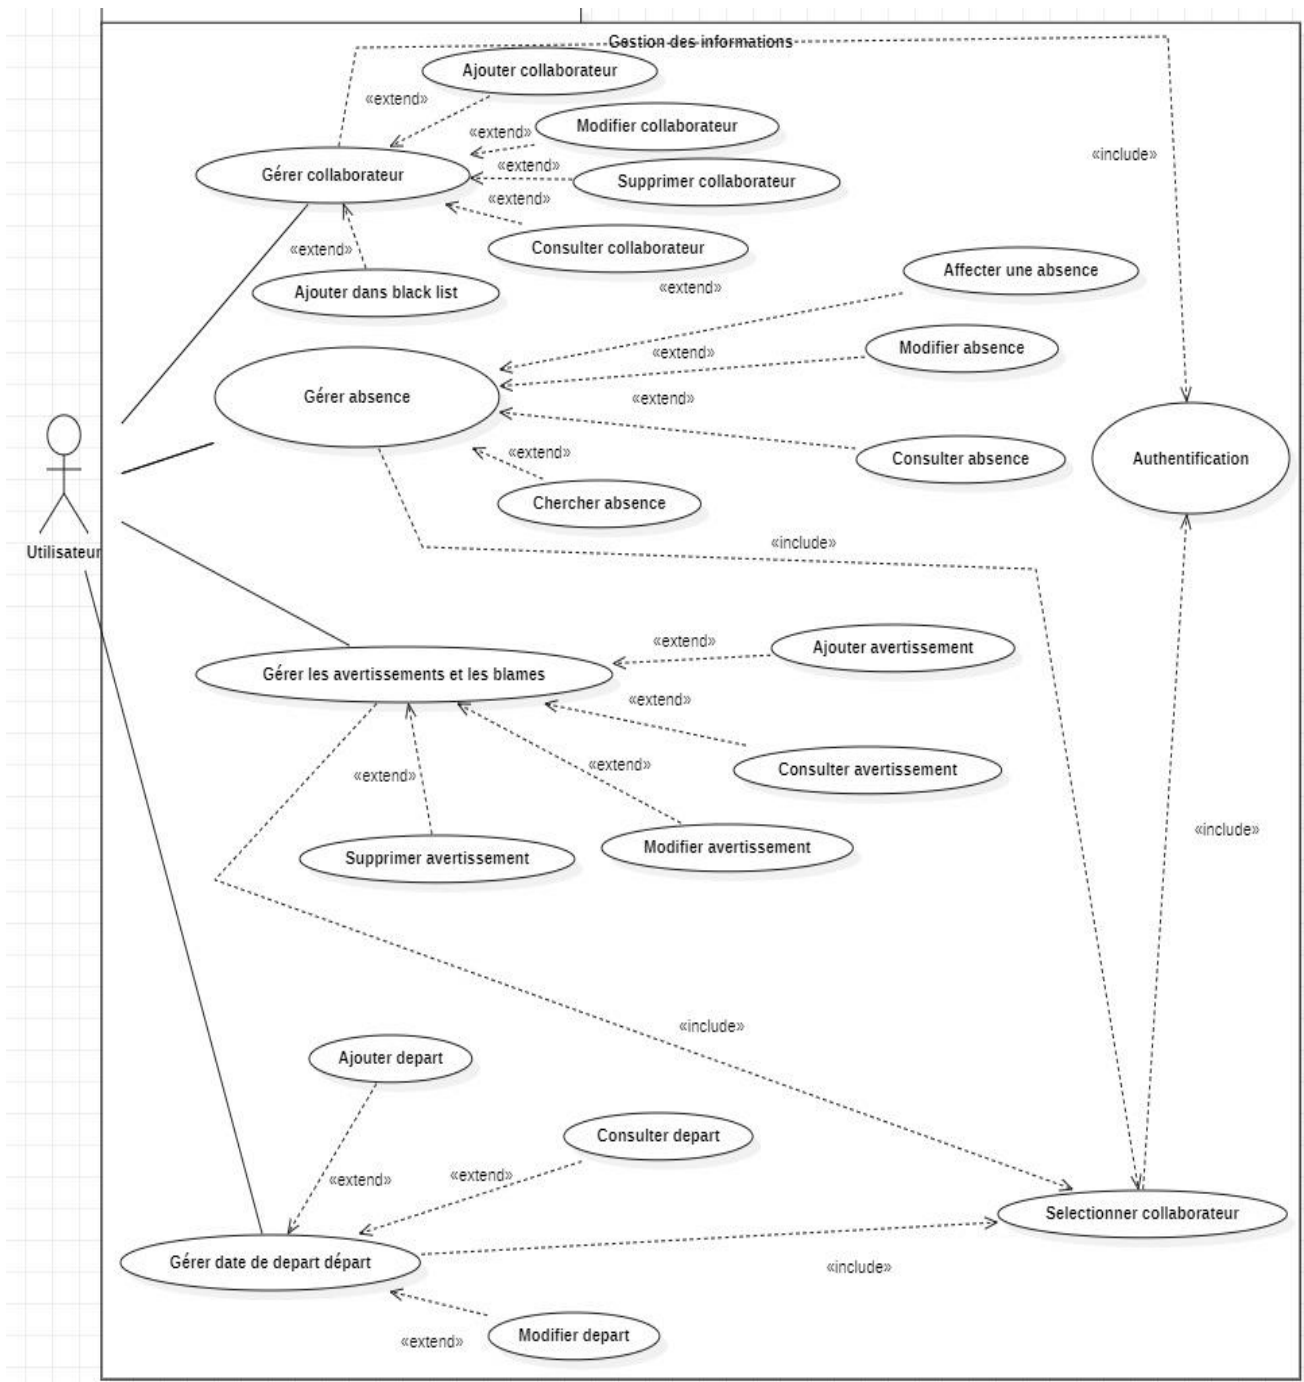 Gestion des informations
Ajouter collaborateur
«extend»
Modifier collaborateur
«extend»
«include»
Gérer collaborateur
«extend»
Supprimer collaborateur
«extend»
Consulter collaborateur
«extend»
Ajouter dans black list
Affecter une absence
«extend»
Modifier absence
«extend»
Gérer absence
«extend»
Consulter absence
Authentification
«extend»
Chercher absence
«include»
Utilisateur
Ajouter avertissement
«extend»
Gérer les avertissements et les blames
«extend»
Consulter avertissement
«extend»
«extend»
Modifier avertissement
Supprimer avertissement
«include»
«include»
Ajouter depart
Consulter depart
«extend»
«extend»
Selectionner collaborateur
Gérer date de depart départ
«include»
Modifier depart
«extend»